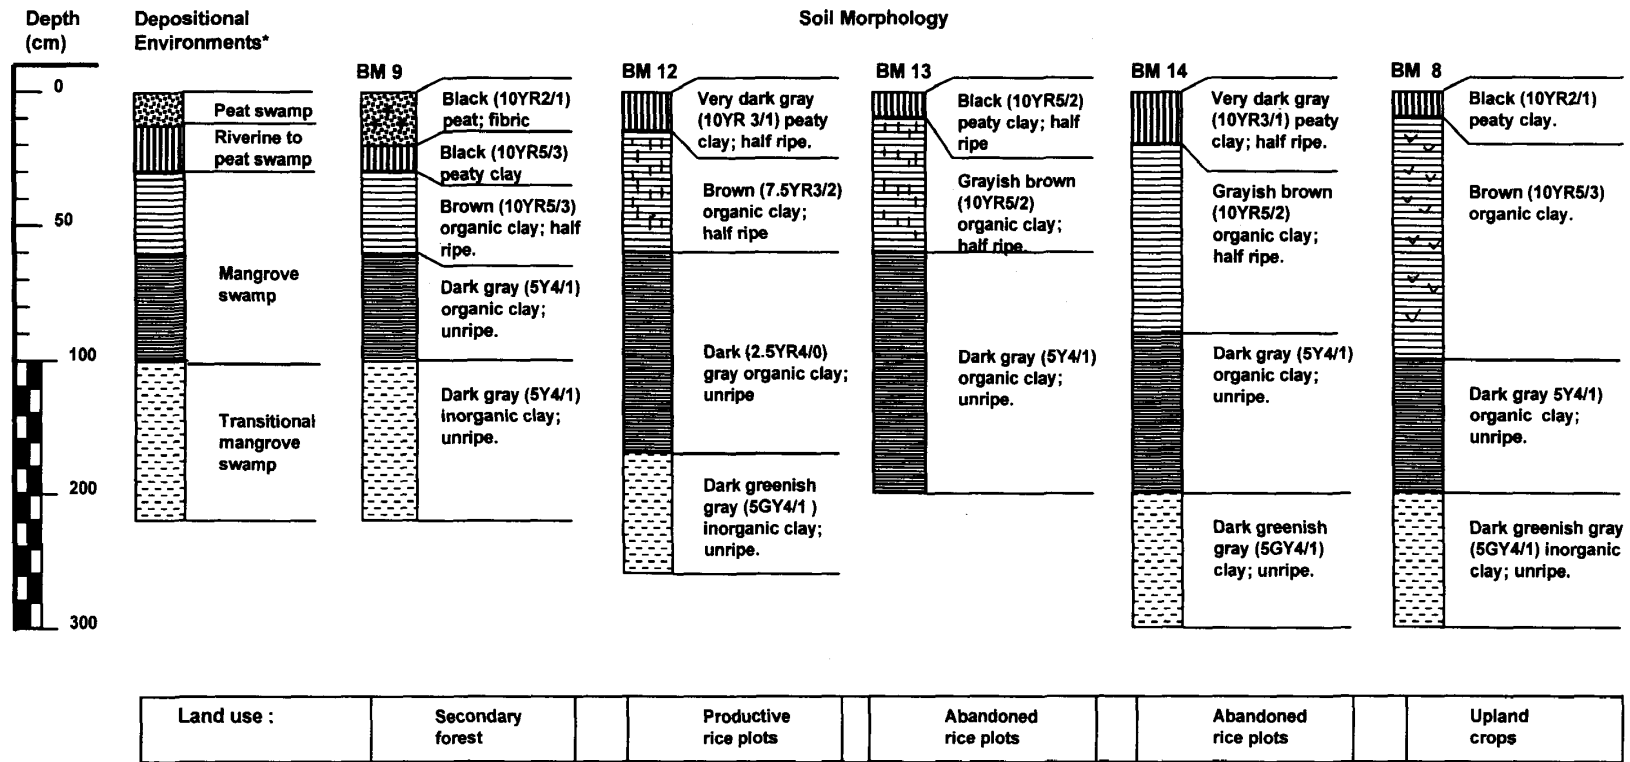 Depth
(cm)
0
50
100
200
300
Depositional
Environments*
Peat swamp
Riverine to
peat swamp
Mangrove
swamp
Transitional
mangrove
swamp
Soil Morphology
BM 9
Black (10YR2/1)
peat; fibric
Black (10YR5/3)
peaty clay
Brown (10YR5/3)
organic clay; half
ripe.
Dark gray (5Y4/1)
organic clay;
unripe.
Dark gray (5Y4/1)
inorganic clay;
unripe.
BM 12
Very dark gray
(10YR 3/1) peaty
clay; half ripe.
Brown (7.5YR3/2)
organic clay;
half ripe
Dark (2.5YR4/0)
gray organic clay;
unripe
Dark greenish
gray (5GY4/1 )
inorganic clay;
unripe.
BM 13
Black (10YR5/2)
peaty clay; half
ripe
Grayish brown
(10YR5/2)
organic clay;
half ripe.
Dark gray (5Y4/1)
organic clay;
unripe.
BM 14
Very dark gray
(10YR3/1) peaty
clay; half ripe.
Grayish brown
(10YR5/2)
organic clay;
half ripe.
Dark gray (5Y4/1)
organic clay;
unripe.
Dark greenish
gray (5GY4/1)
clay; unripe.
BM 8
Black (10YR2/1)
peaty clay.
Brown (10YR5/3)
organic clay.
Dark gray 5Y4/1)
organic clay;
unripe.
Dark greenish gray
(5GY4/1) inorganic
clay; unripe.
Land use :
Secondary
forest
Productive
rice plots
Abandoned
rice plots
Abandoned
rice plots
Upland
crops